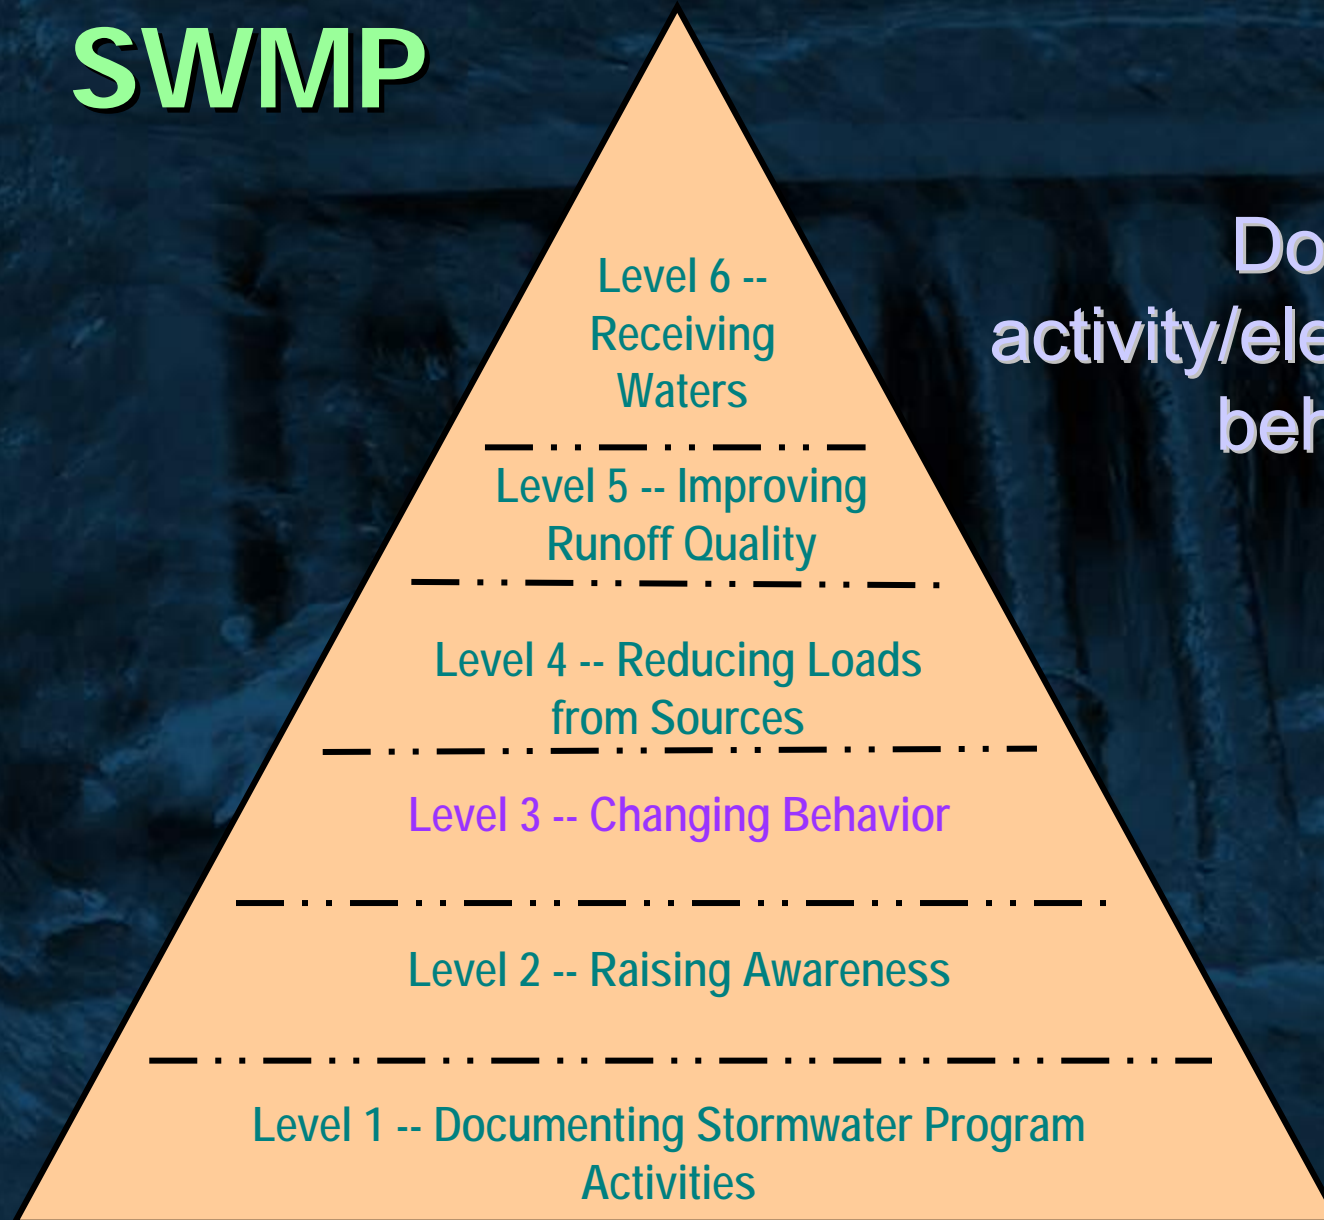 SWMP
Level 6 --
Receiving
Waters
Level 5 -- Improving
Runoff Quality
Level 4 -- Reducing Loads
from Sources
Level 3 -- Changing Behavior
Level 2 -- Raising Awareness
Level 1 -- Documenting Stormwater Program
Activities
Do